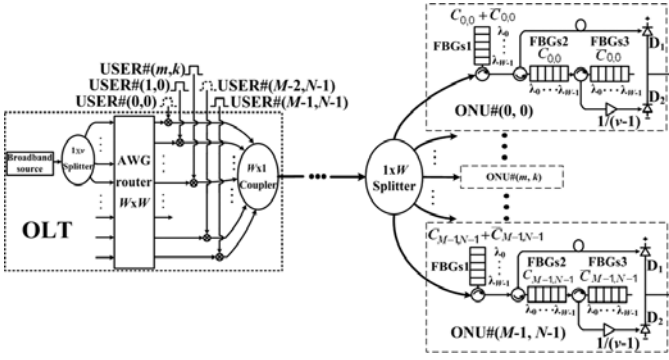 USER#(m,k)
USER#(1,0)
USER#(M-2,N-1)
USER#(0,0)
USER#(M-1,N-1)
Broadband
source
1xv
Splitter
AWG
router
WxW
Wx1
Coupler
OLT
1xW
Splitter
C0,0 + C̅0,0
FBGs1
λ0
λW-1
FBGs2
C0,0
λ0 ··· λW-1
FBGs3
C̅0,0
λ0 ··· λW-1
D1
D2
1/(v-1)
ONU#(0, 0)
ONU#(m, k)
CM-1,N-1 + C̅M-1,N-1
FBGs1
λ0
λW-1
FBGs2
CM-1,N-1
λ0 ··· λW-1
FBGs3
C̅M-1,N-1
λ0 ··· λW-1
D1
D2
1/(v-1)
ONU#(M-1, N-1)